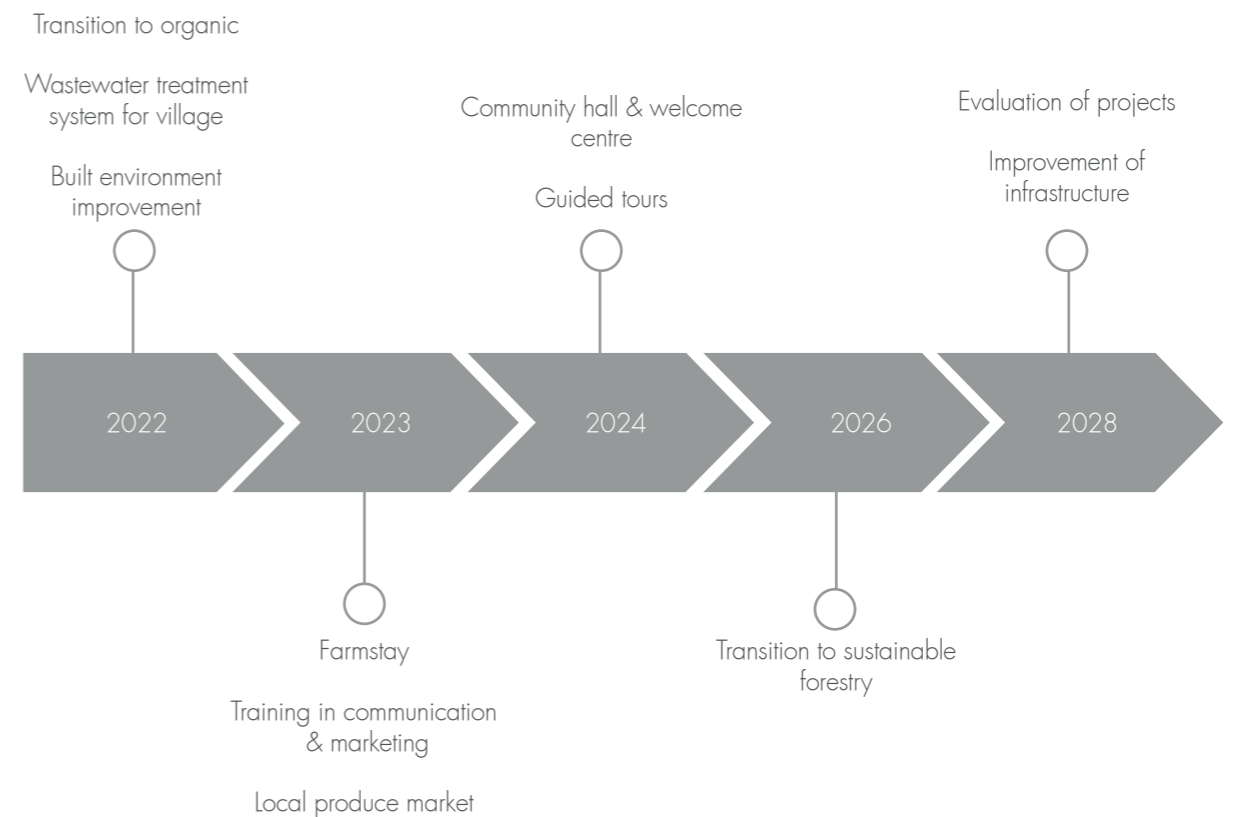 Transition to organic
Wastewater treatment
system for village
Built environment
improvement
Community hall & welcome
centre
Guided tours
Evaluation of projects
Improvement of
infrastructure
2022
2023
2024
2026
2028
Farmstay
Training in communication
& marketing
Local produce market
Transition to sustainable
forestry